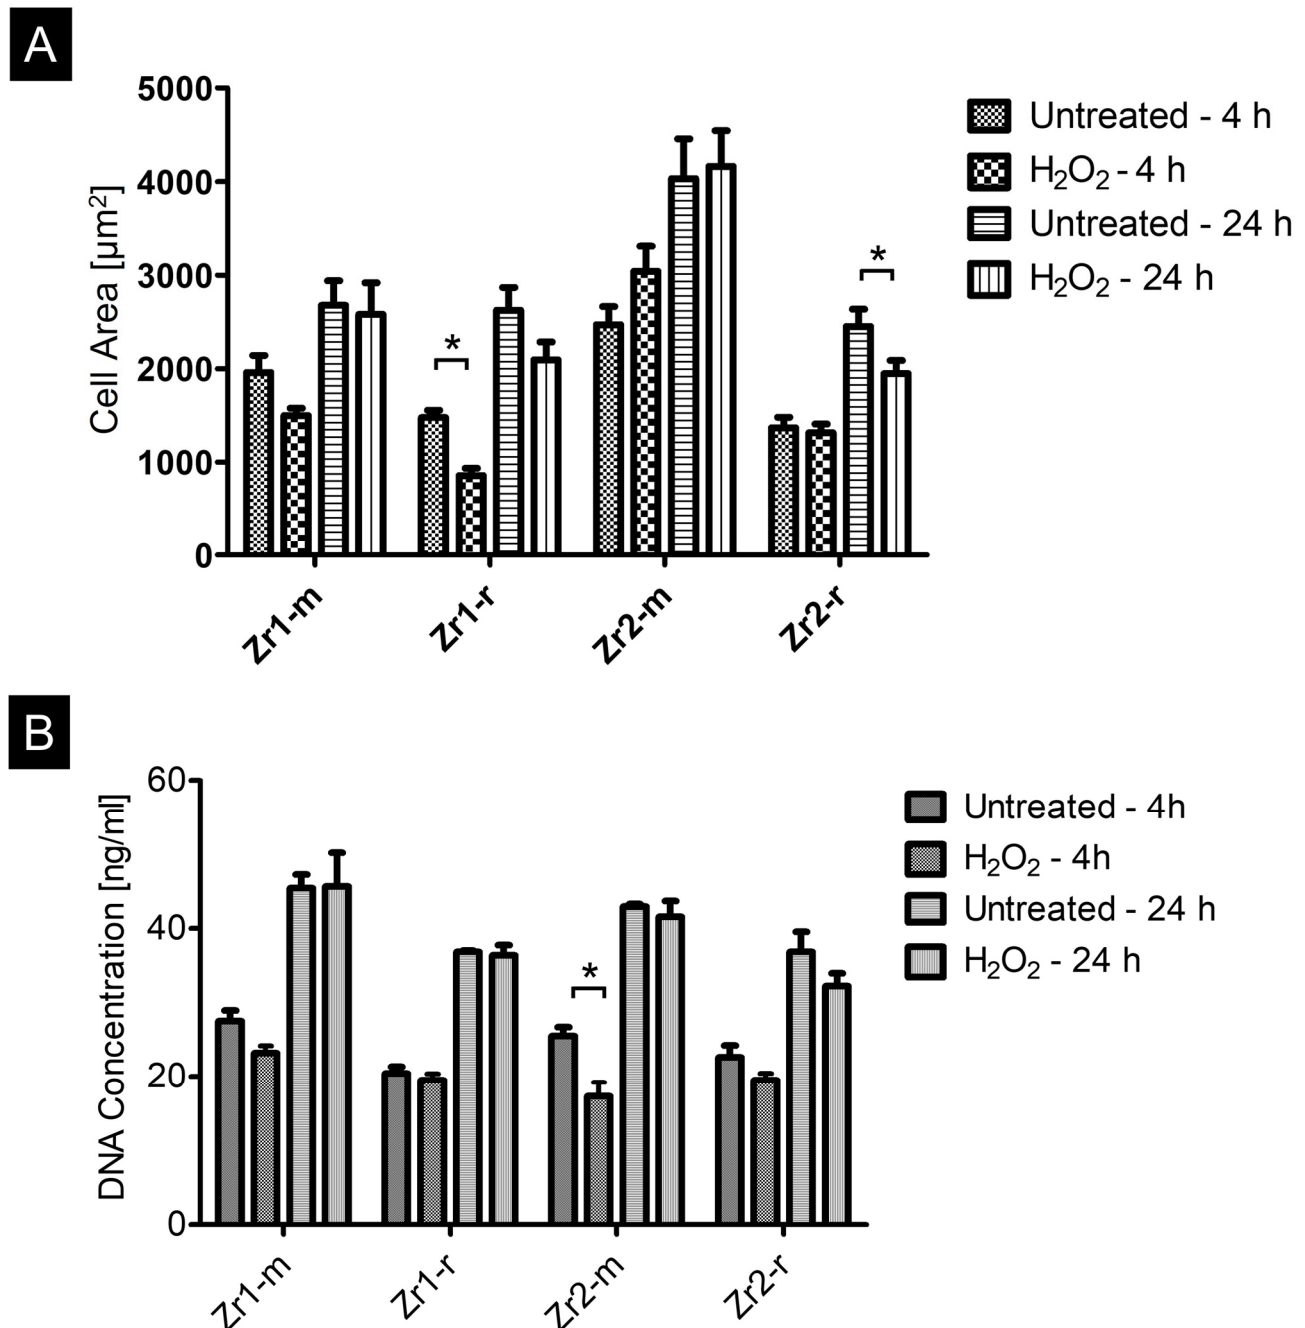 A
5000
4000
3000
2000
1000
0
Cell Area [µm²]
*
*
Untreated - 4 h
H₂O₂ - 4 h
Untreated - 24 h
H₂O₂ - 24 h
Zr1-m
Zr1-r
Zr2-m
Zr2-r
B
60
40
20
0
DNA Concentration [ng/ml]
*
Untreated - 4h
H₂O₂ - 4h
Untreated - 24 h
H₂O₂ - 24 h
Zr1-m
Zr1-r
Zr2-m
Zr2-r